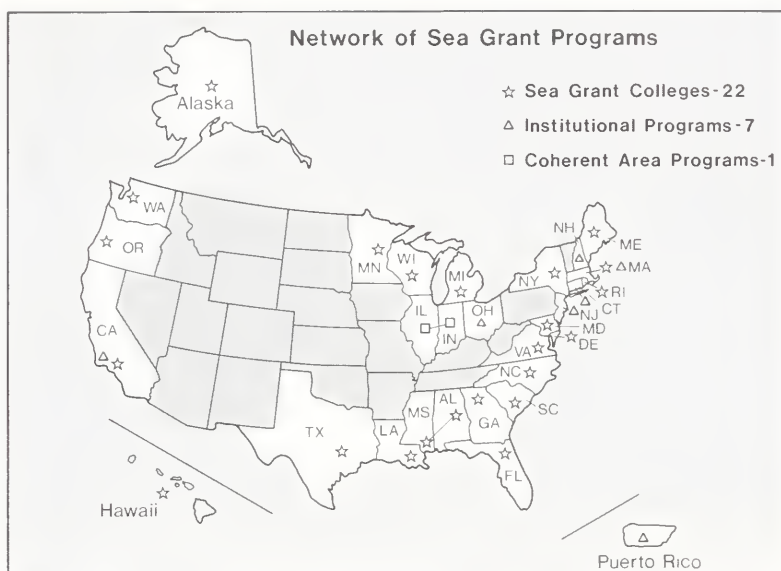 Network of Sea Grant Programs
☆ Sea Grant Colleges-22
△ Institutional Programs-7
□ Coherent Area Programs-1
Alaska
WA
OR
CA
MN
WI
MI
IL
IN
OH
NY
NH
ME
MA
RI
CT
NJ
MD
DE
VA
NC
SC
GA
AL
MS
LA
TX
FL
Hawaii
Puerto Rico